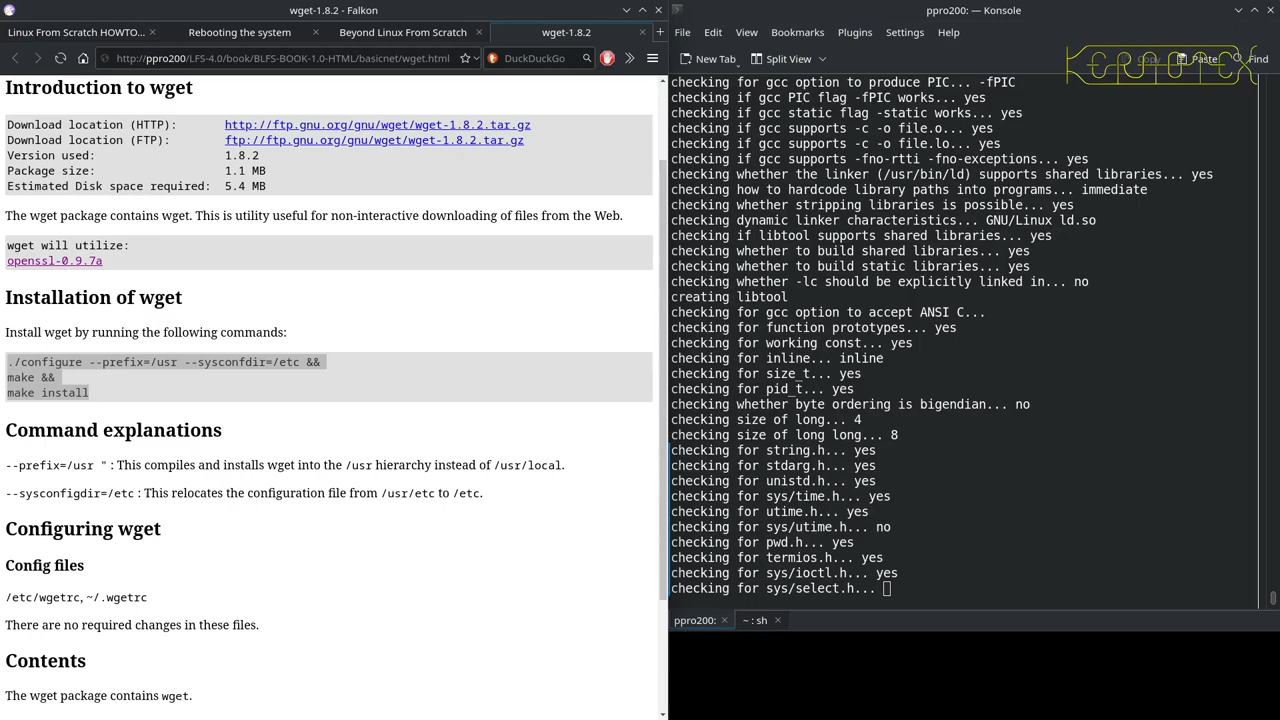 wget-1.8.2 - Falkon
Linux From Scratch HOWTO...
Rebooting the system
Beyond Linux From Scratch
wget-1.8.2
http://ppro200/LFS-4.0/book/BLFS-BOOK-1.0-HTML/basicnet/wget.html
DuckDuckGo
Introduction to wget
Download location (HTTP): http://ftp.gnu.org/gnu/wget/wget-1.8.2.tar.gz
Download location (FTP): ftp://ftp.gnu.org/gnu/wget/wget-1.8.2.tar.gz
Version used: 1.8.2
Package size: 1.1 MB
Estimated Disk space required: 5.4 MB
The wget package contains wget. This is utility useful for non-interactive downloading of files from the Web.
wget will utilize:
openssl-0.9.7a
Installation of wget
Install wget by running the following commands:
./configure --prefix=/usr --sysconfdir=/etc &&
make &&
make install
Command explanations
--prefix=/usr " : This compiles and installs wget into the /usr hierarchy instead of /usr/local.
--sysconfigdir=/etc : This relocates the configuration file from /usr/etc to /etc.
Configuring wget
Config files
/etc/wgetrc, ~/.wgetrc
There are no required changes in these files.
Contents
The wget package contains wget.
ppro200: — Konsole
File Edit View Bookmarks Plugins Settings Help
New Tab Split View Copy Paste Find
checking for gcc option to produce PIC... -fPIC
checking if gcc PIC flag -fPIC works... yes
checking if gcc static flag -static works... yes
checking if gcc supports -c -o file.o... yes
checking if gcc supports -c -o file.lo... yes
checking if gcc supports -fno-rtti -fno-exceptions... yes
checking whether the linker (/usr/bin/ld) supports shared libraries... yes
checking how to hardcode library paths into programs... immediate
checking whether stripping libraries is possible... yes
checking dynamic linker characteristics... GNU/Linux ld.so
checking if libtool supports shared libraries... yes
checking whether to build shared libraries... yes
checking whether to build static libraries... yes
checking whether -lc should be explicitly linked in... no
creating libtool
checking for gcc option to accept ANSI C...
checking for function prototypes... yes
checking for working const... yes
checking for inline... inline
checking for size_t... yes
checking for pid_t... yes
checking whether byte ordering is bigendian... no
checking size of long... 4
checking size of long long... 8
checking for string.h... yes
checking for stdarg.h... yes
checking for unistd.h... yes
checking for sys/time.h... yes
checking for utime.h... yes
checking for sys/utime.h... no
checking for pwd.h... yes
checking for termios.h... yes
checking for sys/ioctl.h... yes
checking for sys/select.h...
ppro200:
~ : sh